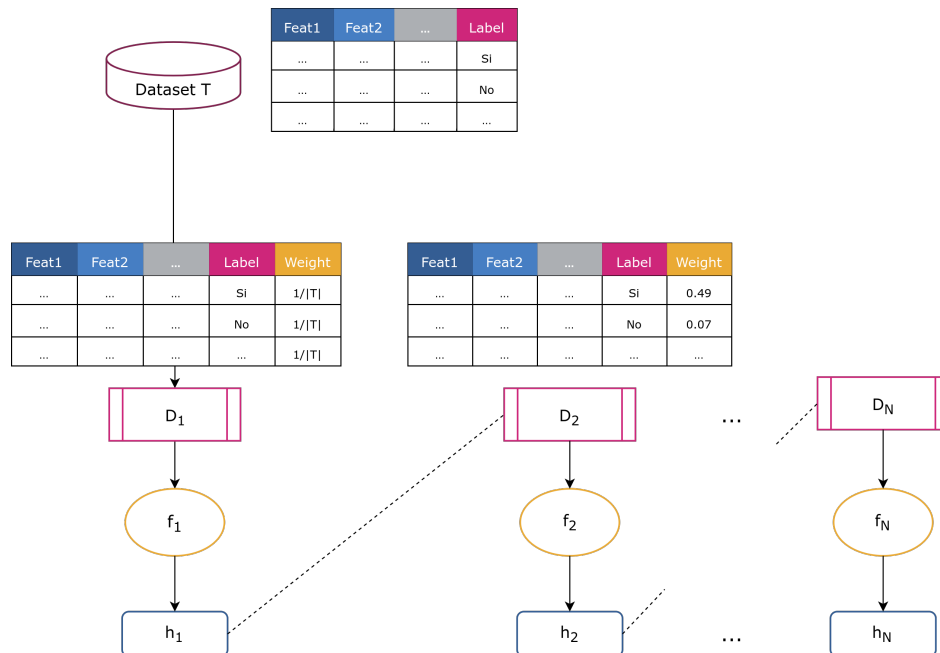 Feat1 Feat2 ... Label
... ... ... Si
... ... ... No
... ... ... ...
Dataset T
Feat1 Feat2 ... Label Weight
... ... ... Si 1/|T|
... ... ... No 1/|T|
... ... ... ... 1/|T|
Feat1 Feat2 ... Label Weight
... ... ... Si 0.49
... ... ... No 0.07
... ... ... ... ...
D1 D2 ... DN
f1 f2 fN
h1 h2 ... hN